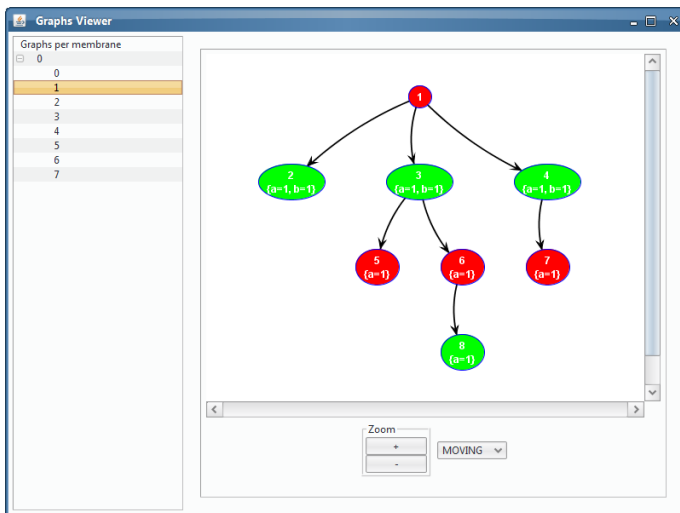 Graphs Viewer
Graphs per membrane
0
0
1
2
3
4
5
6
7
1
2
{a=1, b=1}
3
{a=1, b=1}
4
{a=1, b=1}
5
{a=1}
6
{a=1}
7
{a=1}
8
{a=1}
Zoom
+
-
MOVING